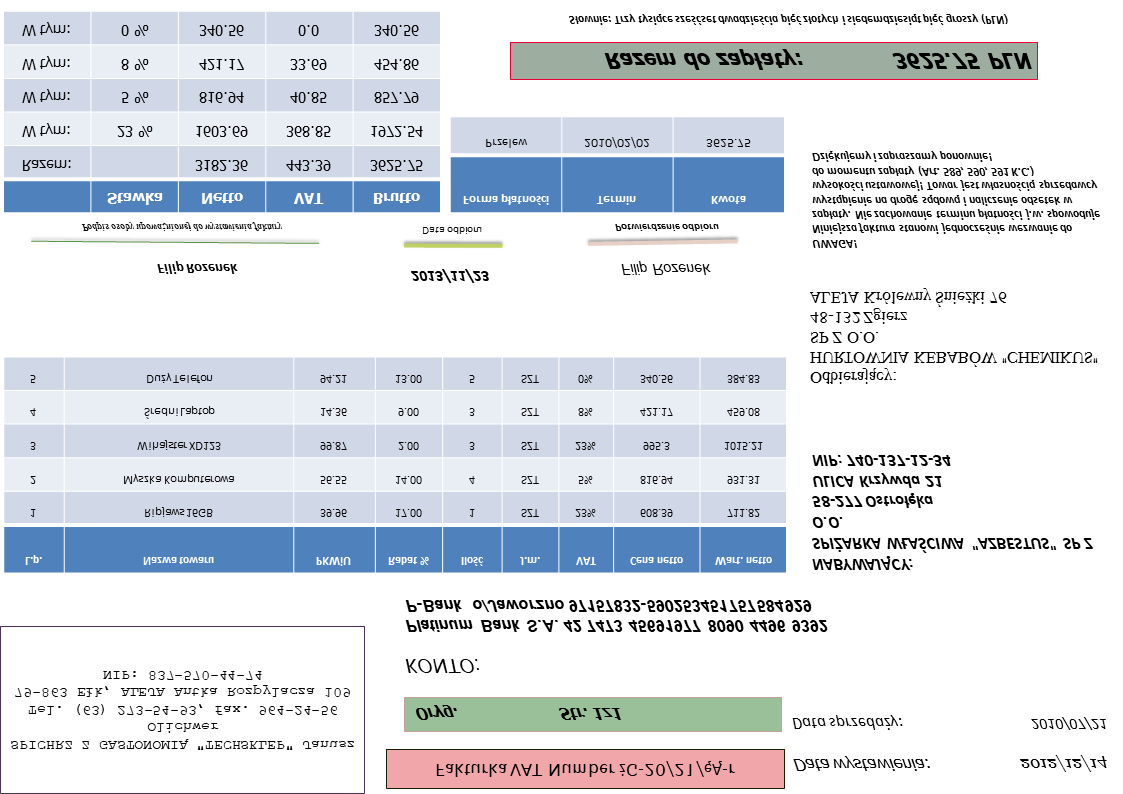 Fakturka VAT Number żG-20/21/ęĄ-r
Data wystawienia: 2012/12/14
Oryg. Str. 1z1
Data sprzedaży: 2010/07/21
SPICHRZ Z GASTONOMIĄ "TECHSKLEP" Janusz
Olichwer
Tel. (63) 273-54-93, fax. 964-24-56
79-863 Ełk, ALEJA Antka Rozpylacza 109
NIP: 837-570-44-74
KONTO:
Platinum Bank S.A. 42 7473 45691977 8090 4496 9392
P-Bank o/Jaworzno 97157832-590253451757584929
L.p. Nazwa towaru PKWiU Rabat % Ilość J.m. VAT Cena netto Wart. netto
1 Ripjaws 16GB 39.96 17.00 1 SZT 23% 608.39 711.82
2 Myszka Komputerowa 56.55 14.00 4 SZT 5% 816.94 931.31
3 Wihajster XD123 99.87 2.00 3 SZT 23% 995.3 1015.21
4 Średni Laptop 14.36 9.00 3 SZT 8% 421.17 459.08
5 Duży Telefon 94.21 13.00 5 SZT 0% 340.56 384.83
NABYWAJĄCY:
SPIŻARKA WŁAŚCIWA "AZBESTUS" SP Z
O.O.
58-277 Ostrołęka
ULICA Krzywda 21
NIP: 740-137-12-34
Odbierający:
HURTOWNIA KEBABÓW "CHEMIKUS"
SP Z O.O.
48-132 Zgierz
ALEJA Królewny Śnieżki 76
Filip Rozenek
Podpis osoby upoważnionej do wystawienia faktury
2013/11/23
Data odbioru
Filip Rozenek
Potwierdzenie odbioru
UWAGA!
Niniejsza faktura stanowi jednocześnie wezwanie do
zapłaty. Nie zachowanie terminu płatności j.w. spowoduje
wystąpienie na drogę sądową i naliczenie odsetek w
wysokości ustawowej! Towar jest własnością sprzedawcy
do momentu zapłaty (Art. 589, 590, 591 K.C.)
Dziękujemy i zapraszamy ponownie!
Stawka Netto VAT Brutto
Razem: 3182.36 443.39 3625.75
W tym: 23 % 1603.69 368.85 1972.54
W tym: 5 % 816.94 40.85 857.79
W tym: 8 % 421.17 33.69 454.86
W tym: 0 % 340.56 0.0 340.56
Forma płatności Termin Kwota
Przelew 2010/02/02 3625.75
Razem do zapłaty: 3625.75 PLN
Słownie: Trzy tysiące sześćset dwadzieścia pięć złotych i siedemdziesiąt pięć groszy (PLN)